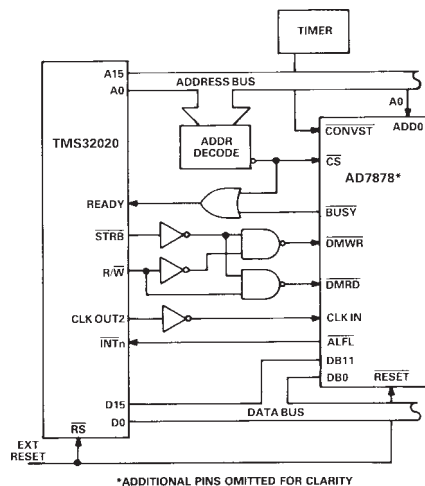 TIMER
A15
A0
ADDRESS BUS
A0
TMS32020
ADDR
DECODE
CONVST
ADD0
CS
AD7878*
READY
BUSY
STRB
DMWR
R/W
DMRD
CLK OUT2
CLK IN
INTn
ALFL
DB11
DB0
RESET
D15
D0
DATA BUS
RS
EXT
RESET
*ADDITIONAL PINS OMITTED FOR CLARITY